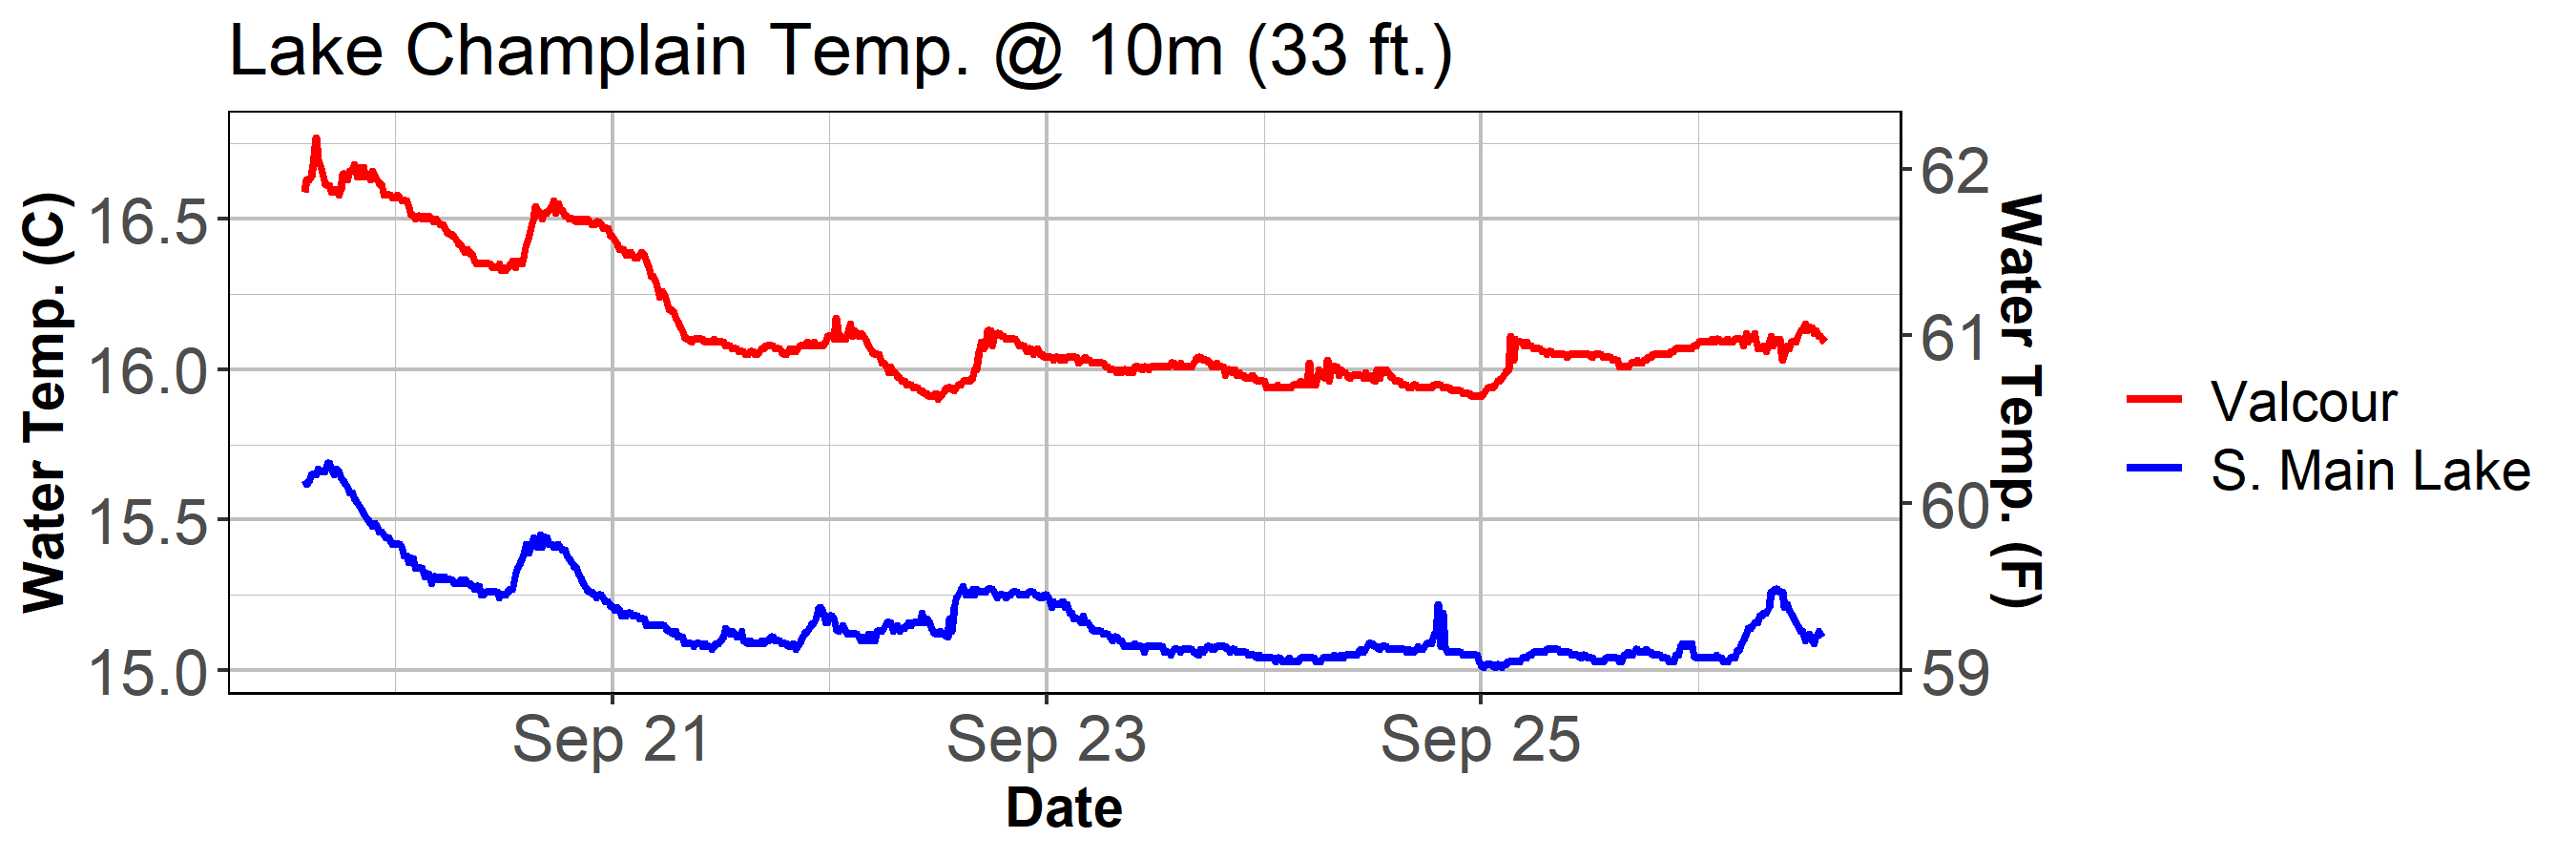 Lake Champlain Temp. @ 10m (33 ft.)
Water Temp. (C)
16.5
16.0
15.5
15.0
62
61
60
59
Water Temp. (F)
Sep 21
Sep 23
Sep 25
Date
Valcour
S. Main Lake